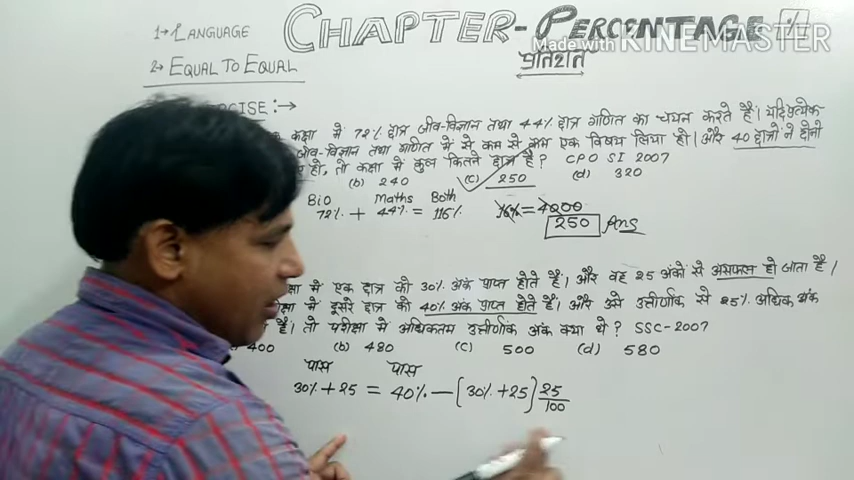 1→ LANGUAGE
CHAPTER - PERCENTAGE %
Made with KINEMASTER
2→ EQUAL TO EQUAL
प्रतिशत
कक्षा में 72% छात्र जीव-विज्ञान तथा 44% छात्र गणित का चयन करते हैं। यदि प्रत्येक
जीव-विज्ञान तथा गणित में से कम से कम एक विषय लिया हो। और 40 छात्रों ने दोनों
हो, तो कक्षा में कुल कितने छात्र है? CPO SI 2007
(b) 240 (c) 250 (d) 320
Bio Maths Both
72% + 44% = 116% 16% = 4000
250 Ans
में एक छात्र को 30% अंक प्राप्त होते हैं। और वह 25 अंकों से असफल हो जाता है।
में दूसरे छात्र को 40% अंक प्राप्त होते हैं। और उसे उत्तीर्णांक से 25% अधिक अंक
हैं। तो परीक्षा में अधिकतम उत्तीर्णांक अंक क्या थे? SSC-2007
400 (b) 480 (c) 500 (d) 580
पास पास
30% + 25 = 40% - [30% + 25] 25/100